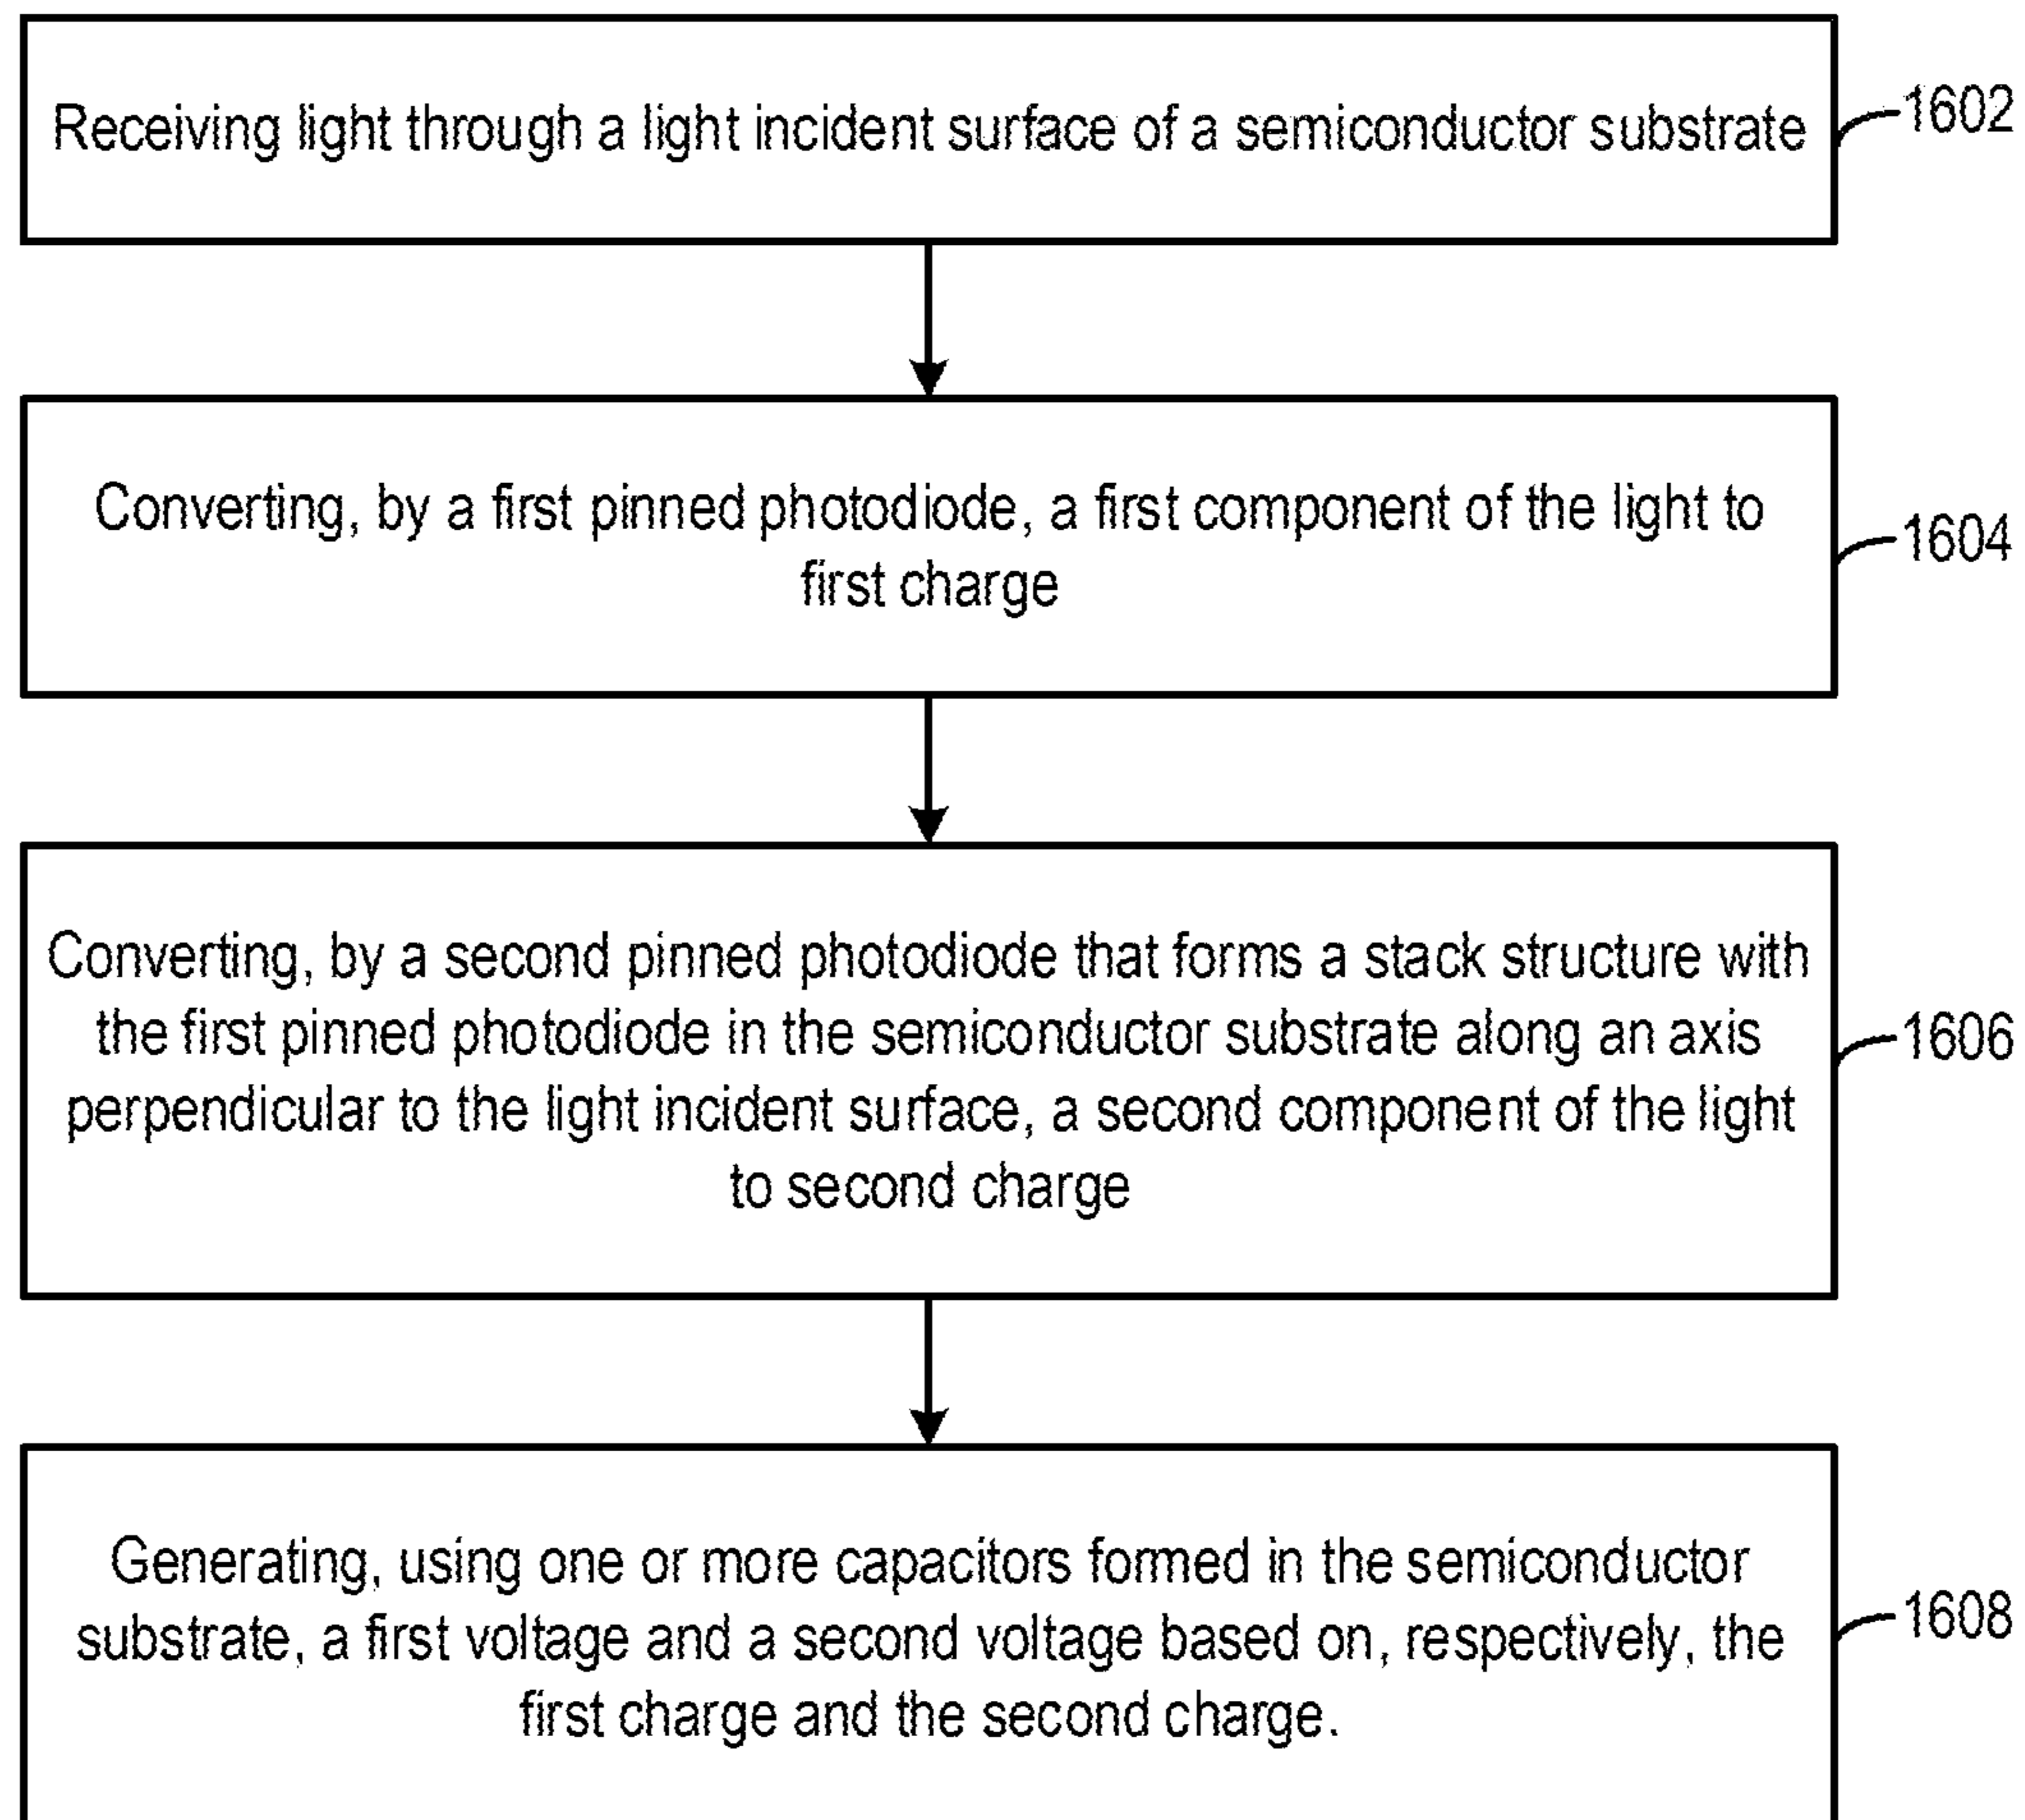 Receiving light through a light incident surface of a semiconductor substrate
1602
Converting, by a first pinned photodiode, a first component of the light to
first charge
1604
Converting, by a second pinned photodiode that forms a stack structure with
the first pinned photodiode in the semiconductor substrate along an axis
perpendicular to the light incident surface, a second component of the light
to second charge
1606
Generating, using one or more capacitors formed in the semiconductor
substrate, a first voltage and a second voltage based on, respectively, the
first charge and the second charge.
1608